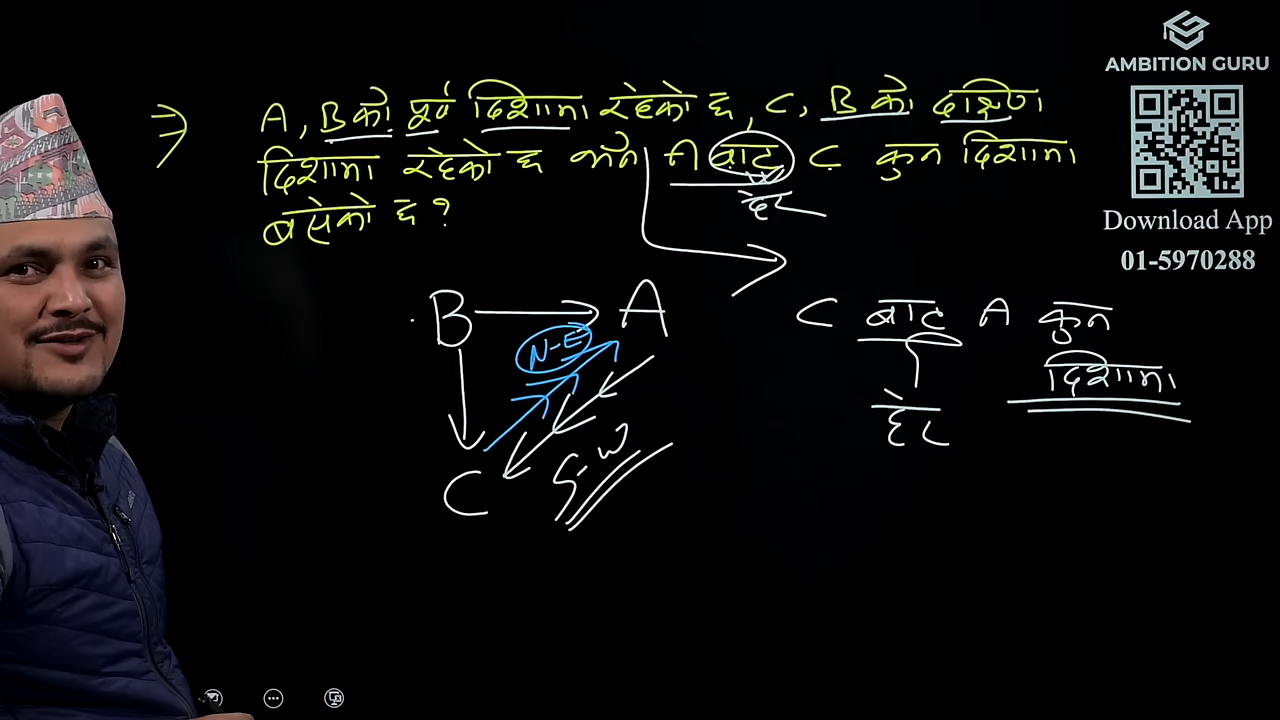 AMBITION GURU
⇒ A, B को पूर्व दिशामा रहेको छ, C, B को दक्षिण
दिशामा रहेको छ भने A बाट C कुन दिशामा
बसेको छ ?
हेर
Download App
01-5970288
B A
N-E
C
S-W
C बाट A कुन
दिशामा
हेर